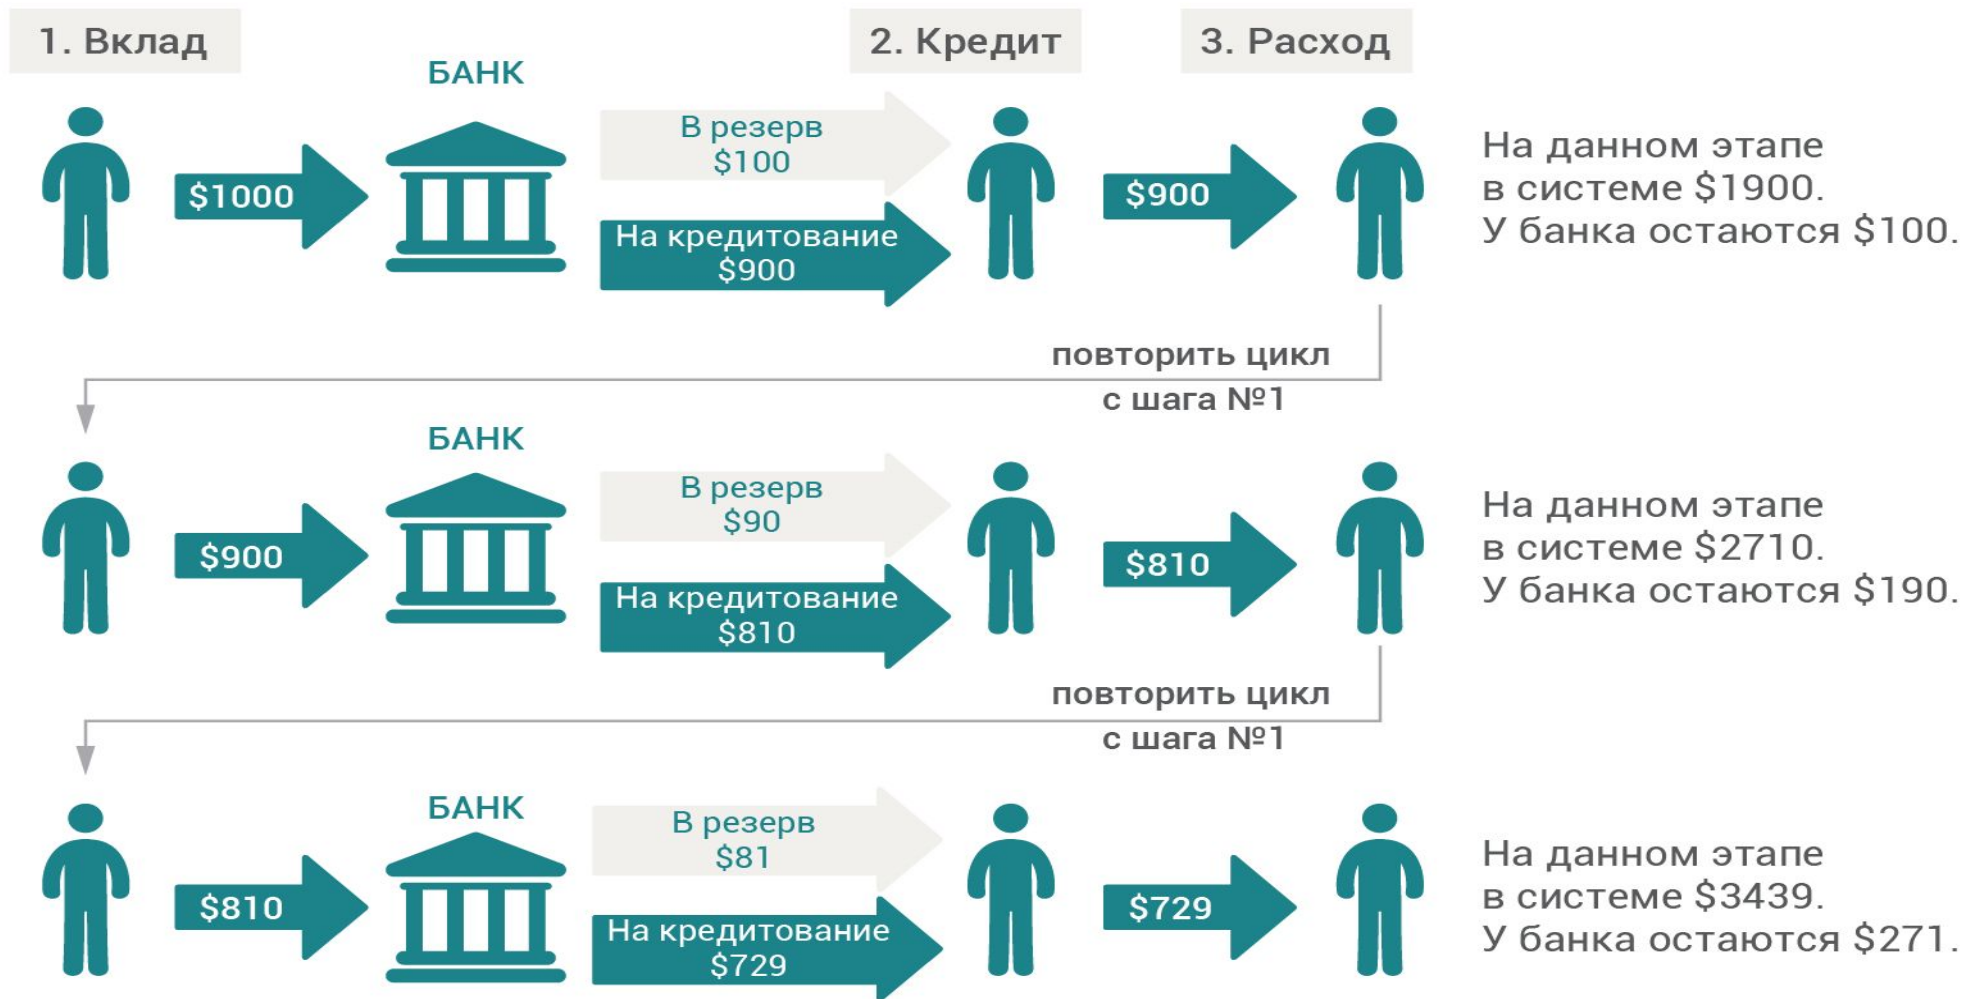 1. Вклад
2. Кредит
3. Расход
БАНК
$1000
В резерв
$100
На кредитование
$900
$900
На данном этапе
в системе $1900.
У банка остаются $100.
повторить цикл
с шага №1
БАНК
$900
В резерв
$90
На кредитование
$810
$810
На данном этапе
в системе $2710.
У банка остаются $190.
повторить цикл
с шага №1
БАНК
$810
В резерв
$81
На кредитование
$729
$729
На данном этапе
в системе $3439.
У банка остаются $271.